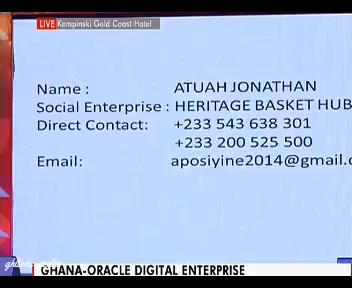 LIVE Kempinski Gold Coast Hotel
Name : ATUAH JONATHAN
Social Enterprise : HERITAGE BASKET HUB
Direct Contact: +233 543 638 301
+233 200 525 500
Email: aposiyine2014@gmail.c
GHANA-ORACLE DIGITAL ENTERPRISE